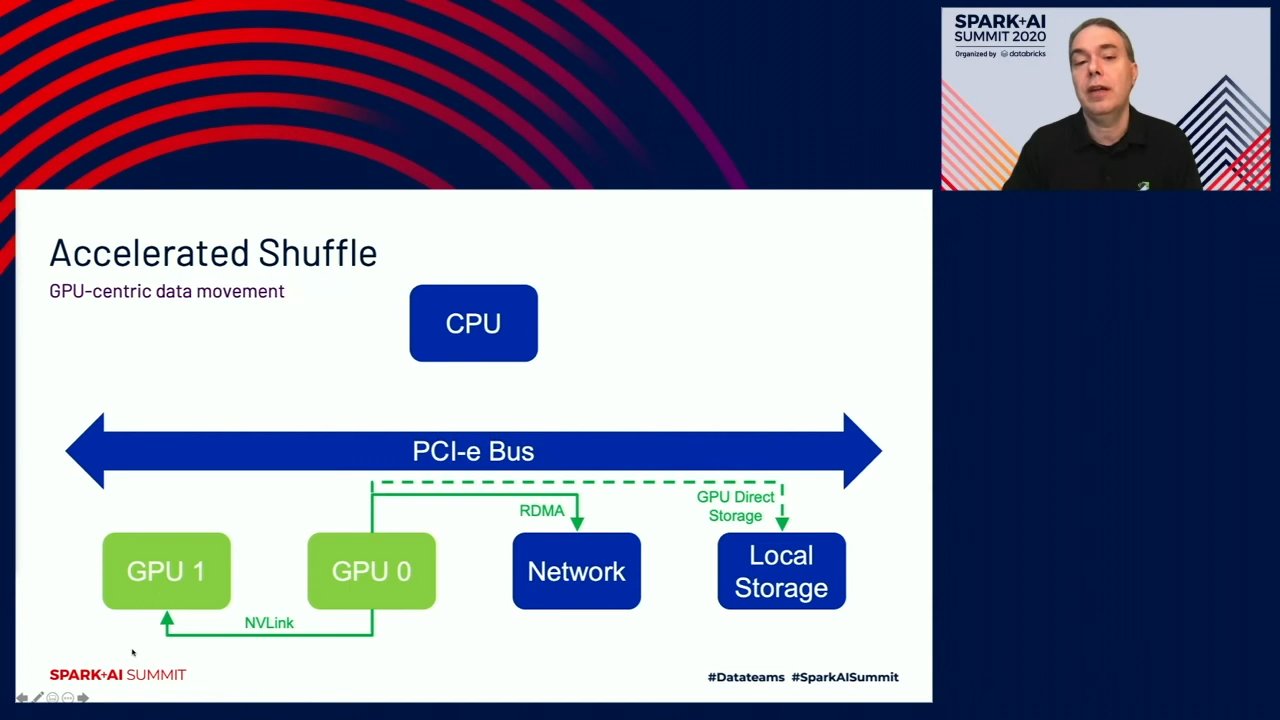 SPARK+AI
SUMMIT 2020
Organized by databricks
Accelerated Shuffle
GPU-centric data movement
CPU
PCI-e Bus
RDMA
GPU Direct
Storage
GPU 1
GPU 0
Network
Local
Storage
NVLink
SPARK+AI SUMMIT
#Datateams #SparkAISummit